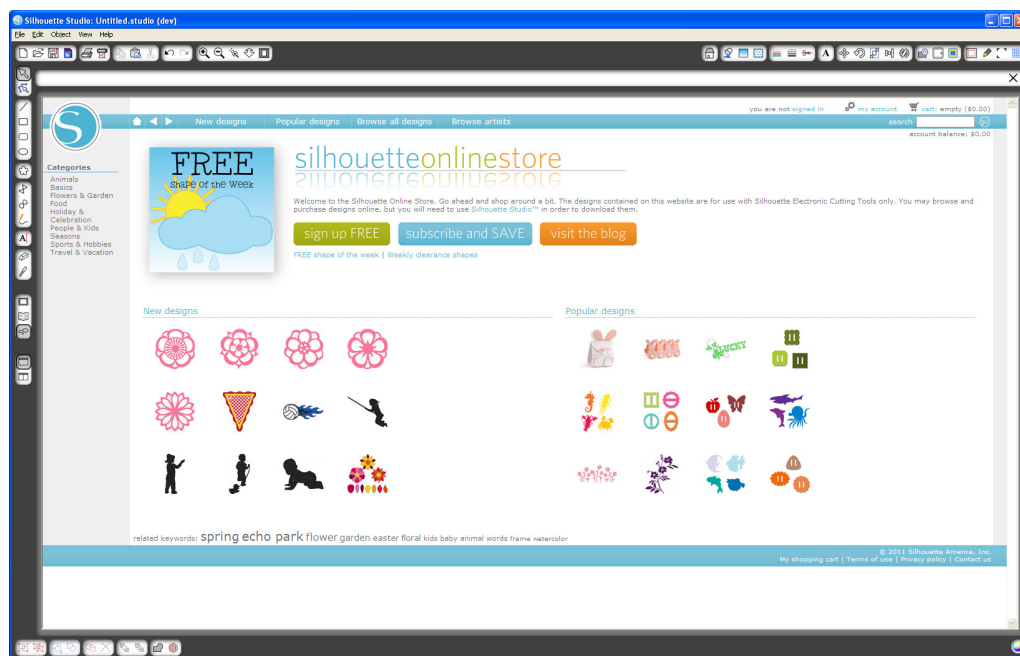 Silhouette Studio: Untitled.studio (dev)
File Edit Object View Help
you are not signed in my account cart: empty ($0.00)
New designs Popular designs Browse all designs Browse artists search go
account balance: $0.00
S
Categories
Animals
Basics
Flowers & Garden
Food
Holiday &
Celebration
People & Kids
Seasons
Sports & Hobbies
Travel & Vacation
FREE
Shape of the Week
silhouetteonlinestore
Welcome to the Silhouette Online Store. Go ahead and shop around a bit. The designs contained on this website are for use with Silhouette Electronic Cutting Tools only. You may browse and
purchase designs online, but you will need to use Silhouette Studio™ in order to download them.
sign up FREE subscribe and SAVE visit the blog
FREE shape of the week | Weekly clearance shapes
New designs Popular designs
LUCKY
related keywords: spring echo park flower garden easter floral kids baby animal words frame watercolor
© 2011 Silhouette America, Inc.
My shopping cart | Terms of use | Privacy policy | Contact us